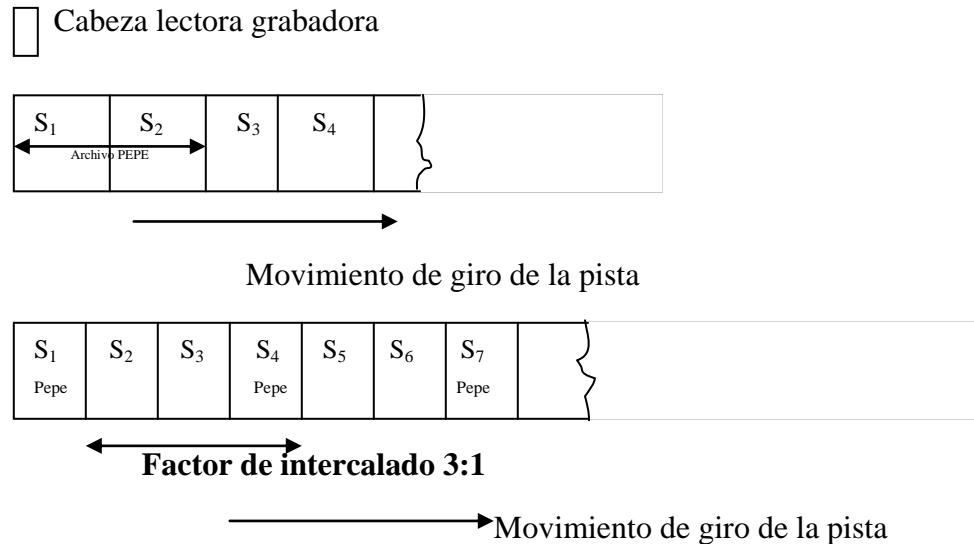 Cabeza lectora grabadora
S₁ S₂ S₃ S₄
Archivo PEPE
Movimiento de giro de la pista
S₁ S₂ S₃ S₄ S₅ S₆ S₇
Pepe Pepe Pepe
Factor de intercalado 3:1
Movimiento de giro de la pista